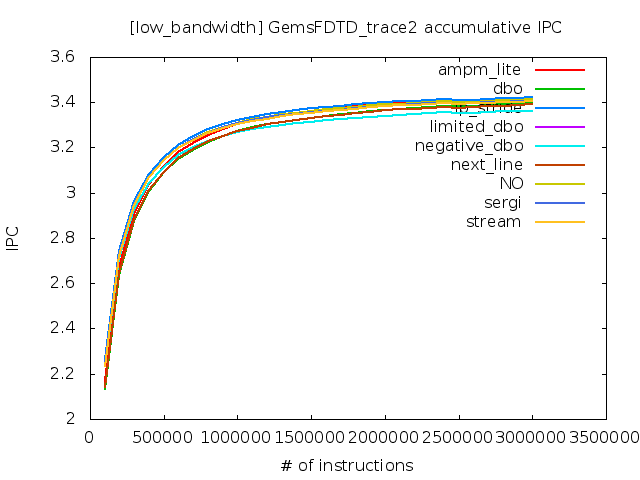 [low_bandwidth] GemsFDTD_trace2 accumulative IPC
3.6
3.4
3.2
3
2.8
2.6
2.4
2.2
2
IPC
ampm_lite
dbo
ip_stride
limited_dbo
negative_dbo
next_line
NO
sergi
stream
0 500000 1000000 1500000 2000000 2500000 3000000 3500000
# of instructions